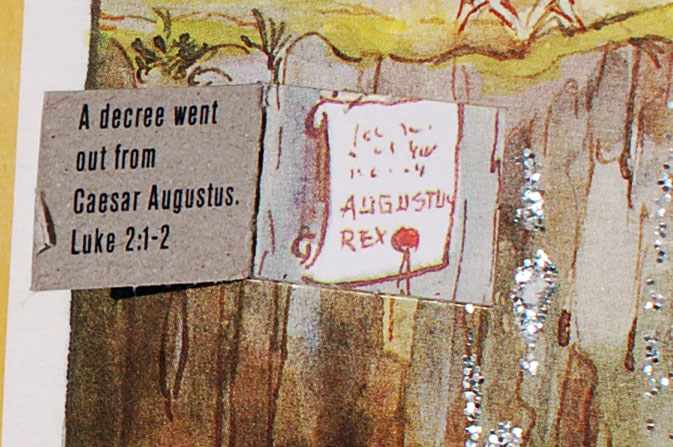 A decree went
out from
Caesar Augustus.
Luke 2:1-2
AUGUSTUS
REX